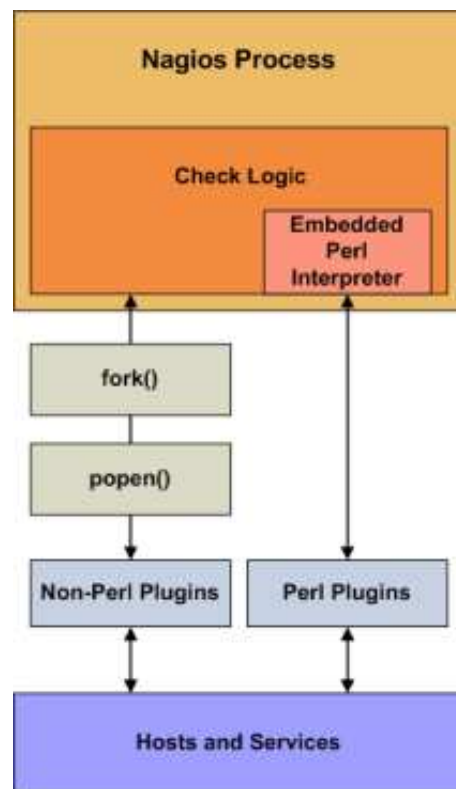 Nagios Process
Check Logic
Embedded
Perl
Interpreter
fork()
popen()
Non-Perl Plugins
Perl Plugins
Hosts and Services